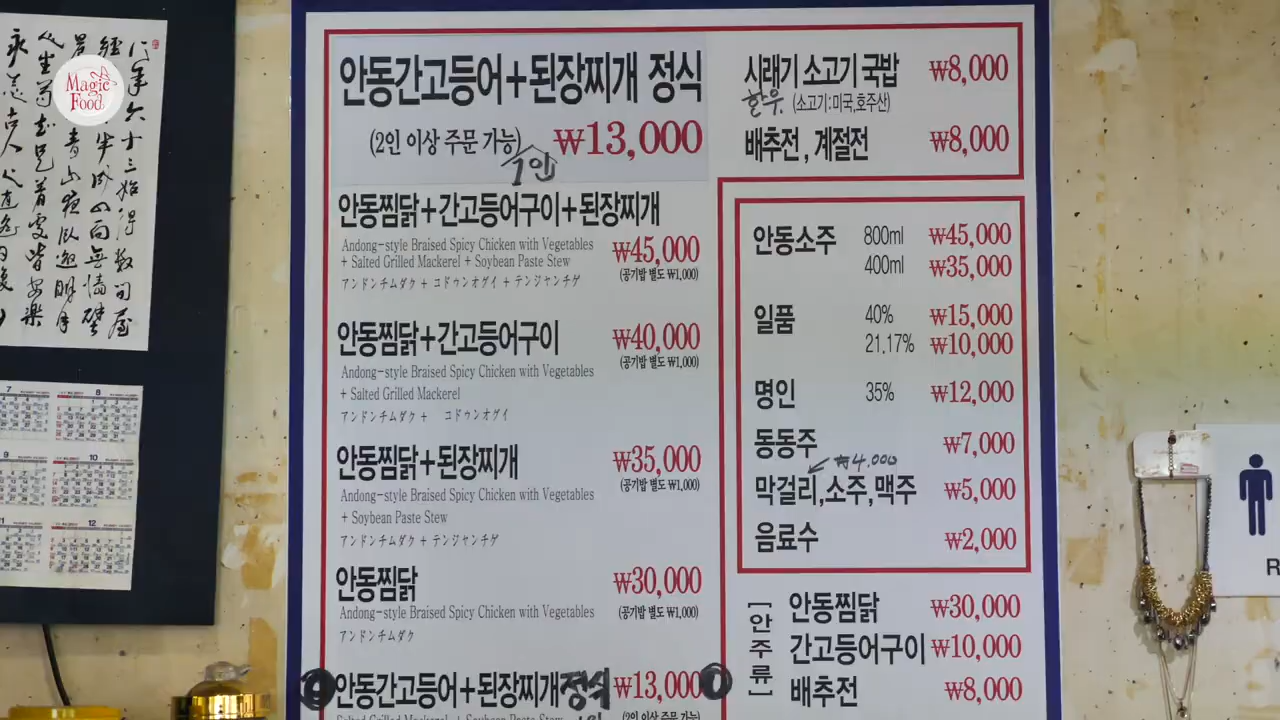 Magic
Food
안동간고등어+된장찌개 정식
(2인 이상 주문 가능) ₩13,000
1인
안동찜닭+간고등어구이+된장찌개
Andong-style Braised Spicy Chicken with Vegetables
+ Salted Grilled Mackerel + Soybean Paste Stew
₩45,000
(공기밥 별도 ₩1,000)
アンドンチムダク + コドゥンオグイ + テンジャンチゲ
안동찜닭+간고등어구이
₩40,000
Andong-style Braised Spicy Chicken with Vegetables
(공기밥 별도 ₩1,000)
+ Salted Grilled Mackerel
アンドンチムダク + コドゥンオグイ
안동찜닭+된장찌개
₩35,000
Andong-style Braised Spicy Chicken with Vegetables
(공기밥 별도 ₩1,000)
+ Soybean Paste Stew
アンドンチムダク + テンジャンチゲ
안동찜닭
₩30,000
Andong-style Braised Spicy Chicken with Vegetables
(공기밥 별도 ₩1,000)
アンドンチムダク
안동간고등어+된장찌개정식 ₩13,000
Salted Grilled Mackerel + Soybean Paste Stew
(2인 이상 주문 가능)
시래기 소고기 국밥 ₩8,000
한우 (소고기:미국,호주산)
배추전, 계절전 ₩8,000
안동소주 800ml ₩45,000
400ml ₩35,000
일품 40% ₩15,000
21,17% ₩10,000
명인 35% ₩12,000
동동주 ₩7,000
₩4.000
막걸리,소주,맥주 ₩5,000
음료수 ₩2,000
[안주류]
안동찜닭 ₩30,000
간고등어구이 ₩10,000
배추전 ₩8,000
7 8
9 10
11 12
R